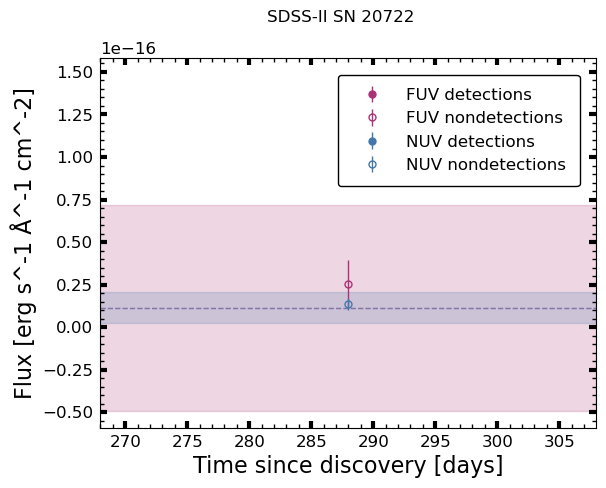 SDSS-II SN 20722
1e−16
1.50
1.25
1.00
0.75
0.50
0.25
0.00
−0.25
−0.50
Flux [erg s^-1 Å^-1 cm^-2]
FUV detections
FUV nondetections
NUV detections
NUV nondetections
270 275 280 285 290 295 300 305
Time since discovery [days]